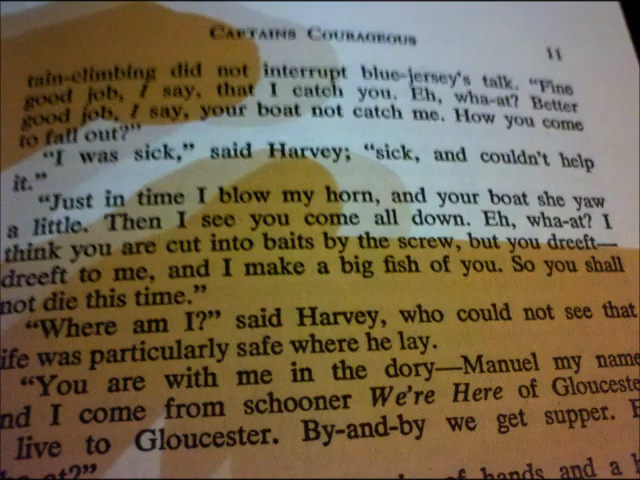 CAPTAINS COURAGEOUS
11
tain-climbing did not interrupt blue-jersey's talk. "Fine
good job, I say, that I catch you. Eh, wha-at? Better
good job, I say, your boat not catch me. How you come
to fall out?"
"I was sick," said Harvey; "sick, and couldn't help
it."
"Just in time I blow my horn, and your boat she yaw
a little. Then I see you come all down. Eh, wha-at? I
think you are cut into baits by the screw, but you dreeft—
dreeft to me, and I make a big fish of you. So you shall
not die this time."
"Where am I?" said Harvey, who could not see that
ife was particularly safe where he lay.
"You are with me in the dory—Manuel my name
nd I come from schooner We're Here of Glouceste
live to Gloucester. By-and-by we get supper.
at?"
of hands and a